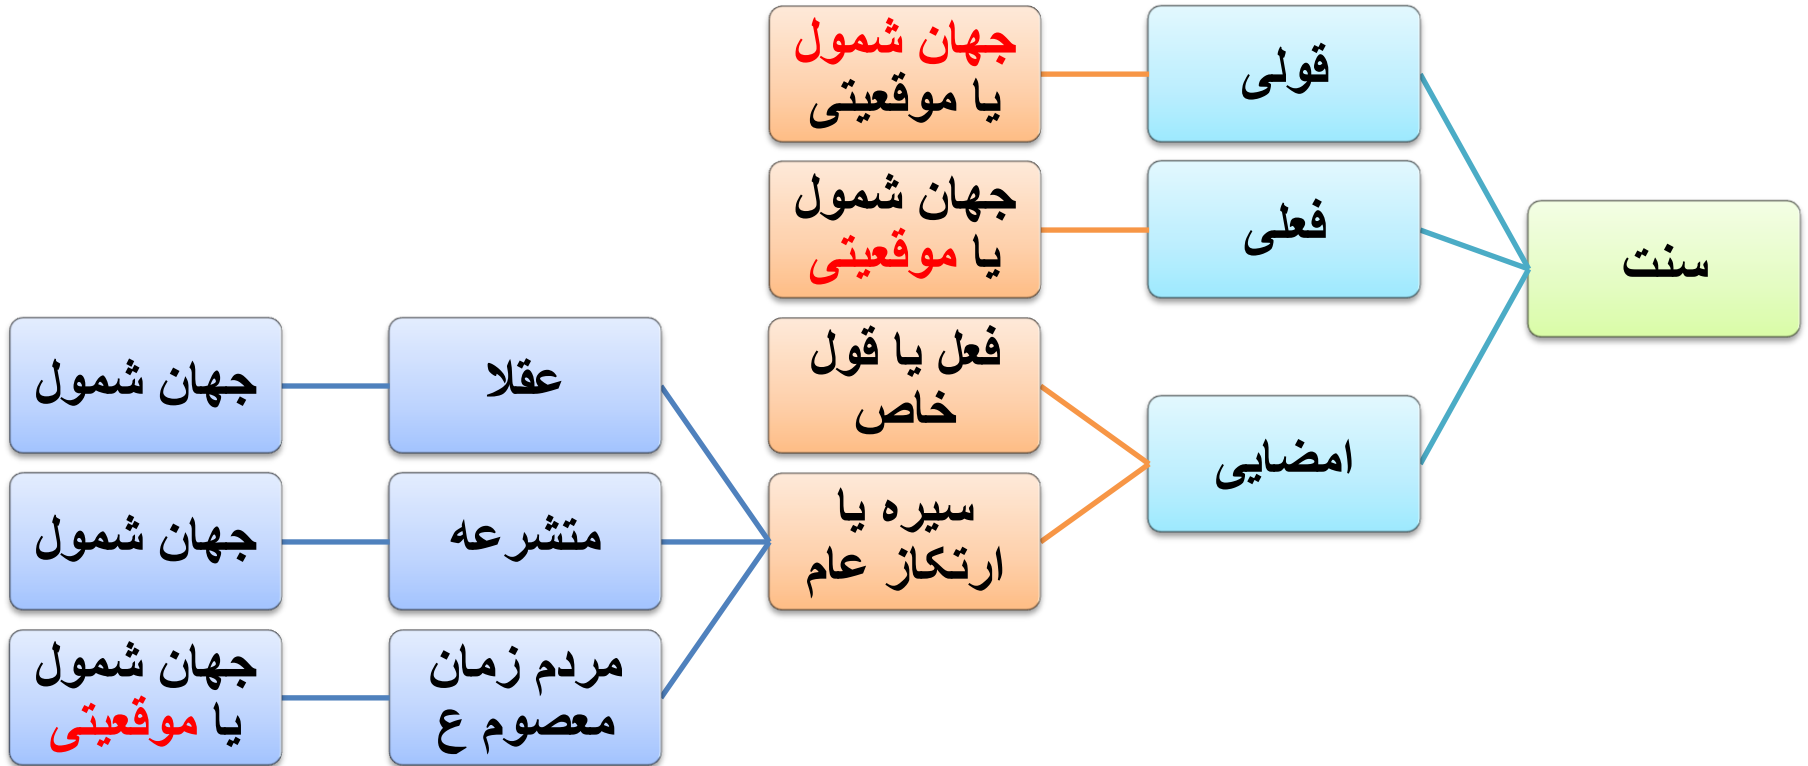 سنت
قولی
جهان شمول
یا موقعیتی
فعلی
جهان شمول
یا موقعیتی
امضایی
فعل یا قول
خاص
سیره یا
ارتکاز عام
عقلا
جهان شمول
متشرعه
جهان شمول
مردم زمان
معصوم ع
جهان شمول
یا موقعیتی